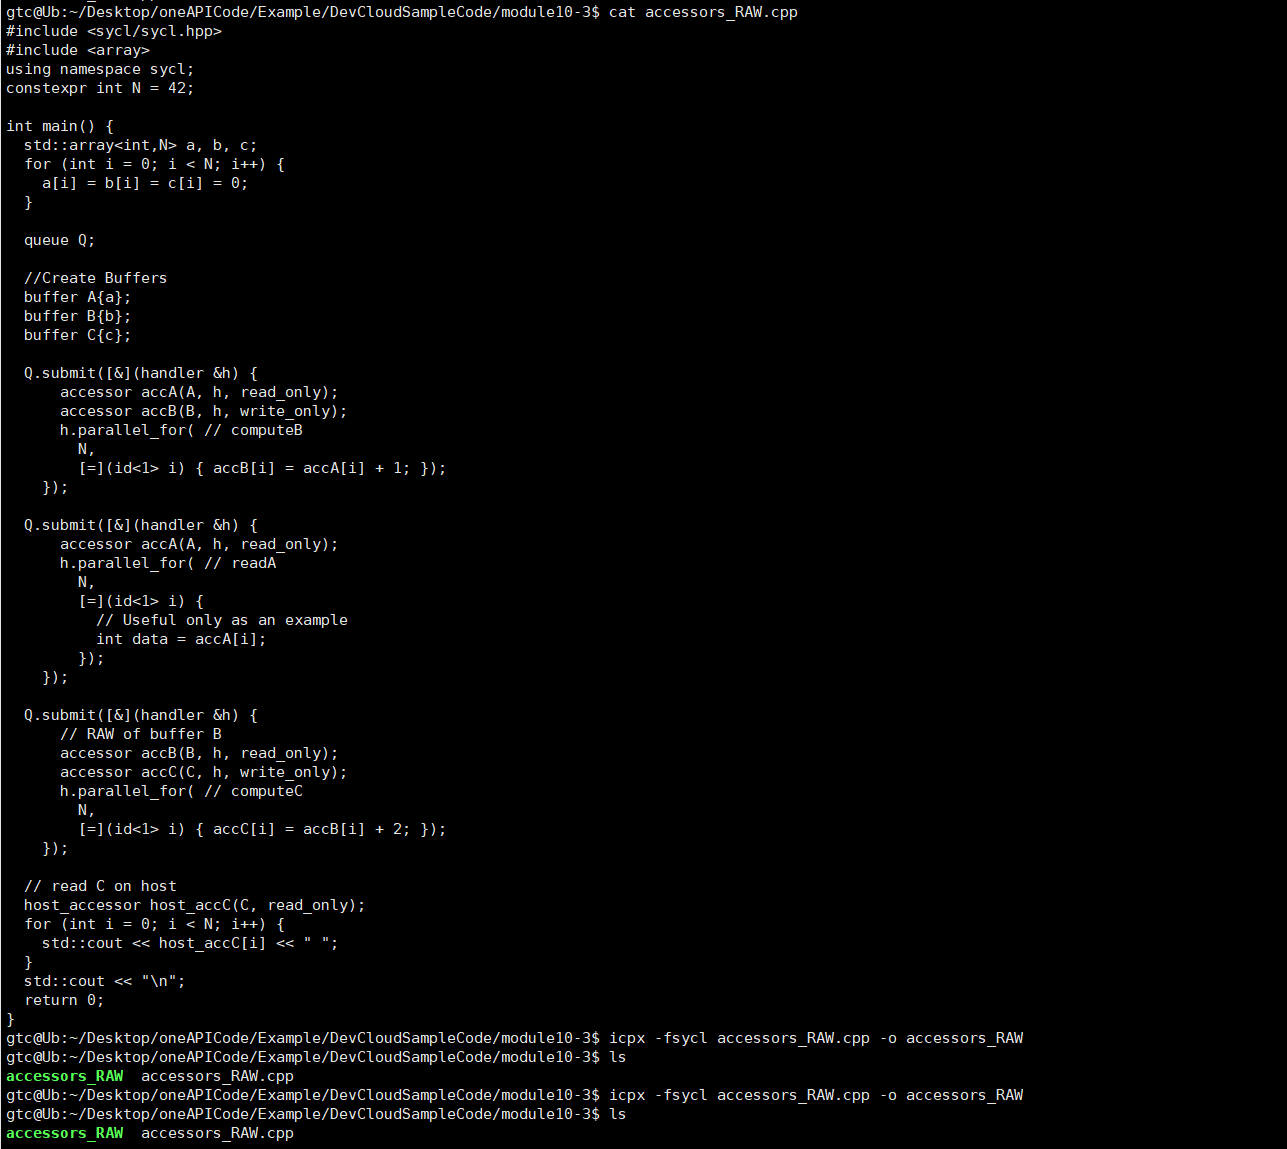 gtc@Ub:~/Desktop/oneAPICode/Example/DevCloudSampleCode/module10-3$ cat accessors_RAW.cpp
#include <sycl/sycl.hpp>
#include <array>
using namespace sycl;
constexpr int N = 42;

int main() {
  std::array<int,N> a, b, c;
  for (int i = 0; i < N; i++) {
    a[i] = b[i] = c[i] = 0;
  }

  queue Q;

  //Create Buffers
  buffer A{a};
  buffer B{b};
  buffer C{c};

  Q.submit([&](handler &h) {
      accessor accA(A, h, read_only);
      accessor accB(B, h, write_only);
      h.parallel_for( // computeB
        N,
        [=](id<1> i) { accB[i] = accA[i] + 1; });
    });

  Q.submit([&](handler &h) {
      accessor accA(A, h, read_only);
      h.parallel_for( // readA
        N,
        [=](id<1> i) {
          // Useful only as an example
          int data = accA[i];
        });
    });

  Q.submit([&](handler &h) {
      // RAW of buffer B
      accessor accB(B, h, read_only);
      accessor accC(C, h, write_only);
      h.parallel_for( // computeC
        N,
        [=](id<1> i) { accC[i] = accB[i] + 2; });
    });

  // read C on host
  host_accessor host_accC(C, read_only);
  for (int i = 0; i < N; i++) {
    std::cout << host_accC[i] << " ";
  }
  std::cout << "\n";
  return 0;
}
gtc@Ub:~/Desktop/oneAPICode/Example/DevCloudSampleCode/module10-3$ icpx -fsycl accessors_RAW.cpp -o accessors_RAW
gtc@Ub:~/Desktop/oneAPICode/Example/DevCloudSampleCode/module10-3$ ls
accessors_RAW  accessors_RAW.cpp
gtc@Ub:~/Desktop/oneAPICode/Example/DevCloudSampleCode/module10-3$ icpx -fsycl accessors_RAW.cpp -o accessors_RAW
gtc@Ub:~/Desktop/oneAPICode/Example/DevCloudSampleCode/module10-3$ ls
accessors_RAW  accessors_RAW.cpp